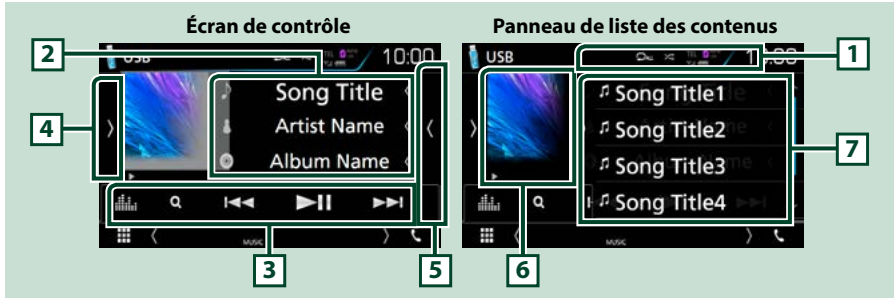 Écran de contrôle
Panneau de liste des contenus
2
USB
10:00
USB
1
4
Song Title
Artist Name
Album Name
Song Title1
Song Title2
Song Title3
Song Title4
7
MUSIC
MUSIC
3
5
6